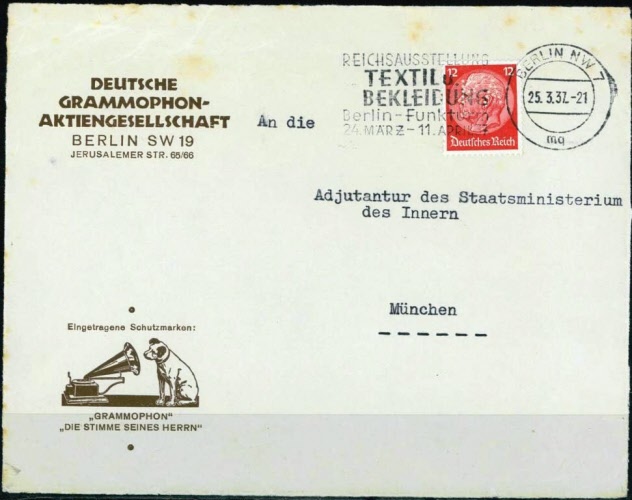 DEUTSCHE
GRAMMOPHON-
AKTIENGESELLSCHAFT
BERLIN SW 19
JERUSALEMER STR. 65/66
REICHSAUSSTELLUNG
TEXTIL u.
BEKLEIDUNG
Berlin-Funkturm
24. MÄRZ - 11. APRIL
12 12
Deutsches Reich
BERLIN NW 7
25.3.37.-21
mq
An die
Adjutantur des Staatsministerium
des Innern
München
Eingetragene Schutzmarken:
„GRAMMOPHON"
„DIE STIMME SEINES HERRN"